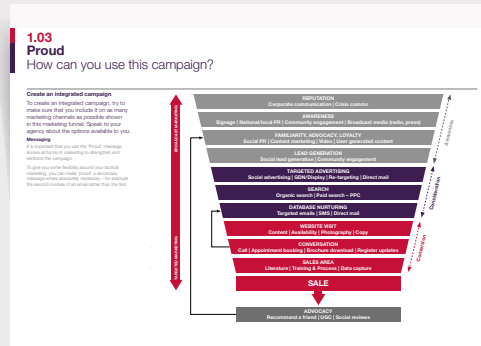 1.03
Proud
How can you use this campaign?
Create an integrated campaign
To create an integrated campaign, try to
make sure that you include it on as many
marketing channels as possible shown
in this marketing funnel. Speak to your
agency about the options available to you.
Messaging
It is important that you use the 'Proud' message
across all forms of marketing to strengthen and
reinforce the campaign.
To give you some flexibility around your tactical
marketing, you can make 'proud' a secondary
message where absolutely necessary – for example
the second module of an email rather than the first.
BROADCAST MARKETING
TARGETED MARKETING
REPUTATION
Corporate communication | Crisis comms
AWARENESS
Signage | National/local PR | Community engagement | Broadcast media (radio, press)
FAMILIARITY, ADVOCACY, LOYALTY
Social PR | Content marketing | Video | User generated content
LEAD GENERATION
Social lead generation | Community engagement
TARGETED ADVERTISING
Social advertising | GDN/Display | Re-targeting | Direct mail
SEARCH
Organic search | Paid search – PPC
DATABASE NURTURING
Targeted emails | SMS | Direct mail
WEBSITE VISIT
Content | Availability | Photography | Copy
CONVERSATION
Call | Appointment booking | Brochure download | Register updates
SALES AREA
Literature | Training & Process | Data capture
SALE
ADVOCACY
Recommend a friend | UGC | Social reviews
Awareness
Consideration
Conversion